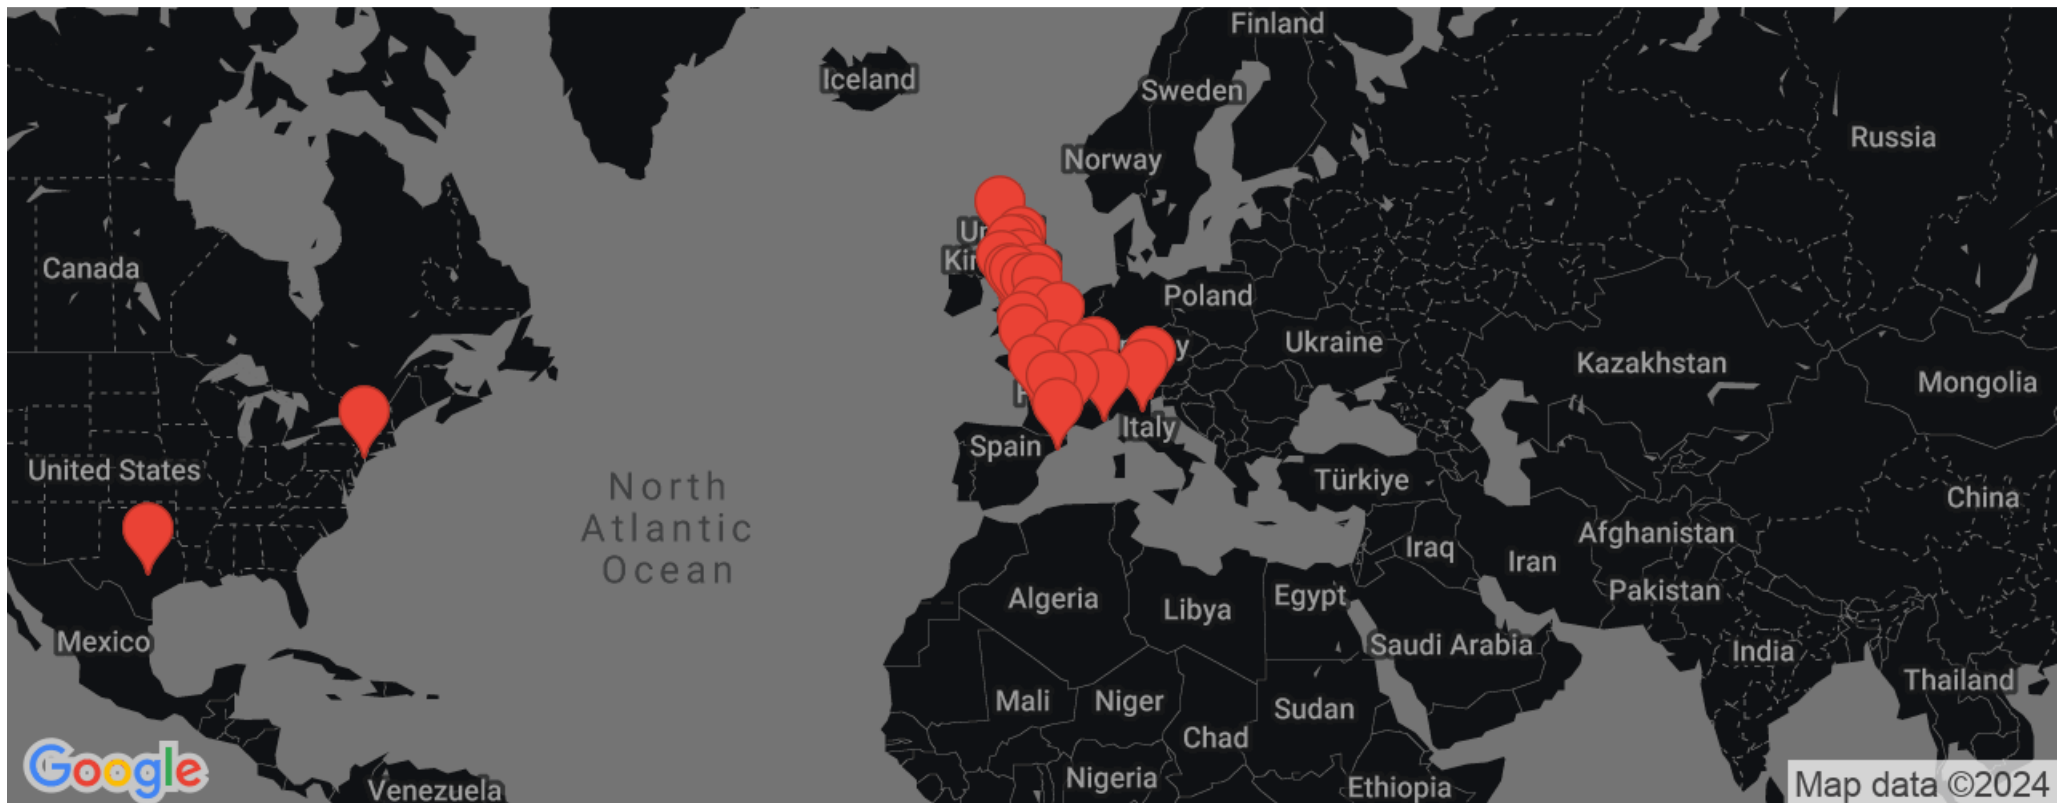 Finland
Iceland
Sweden
Russia
Norway
Canada
Poland
Ukraine
Kazakhstan
Mongolia
Italy
Spain
United States
Türkiye
North
Atlantic
Ocean
China
Afghanistan
Iraq
Iran
Pakistan
Algeria
Libya
Egypt
Mexico
Saudi Arabia
India
Thailand
Mali
Niger
Sudan
Chad
Google
Nigeria
Venezuela
Ethiopia
Map data ©2024